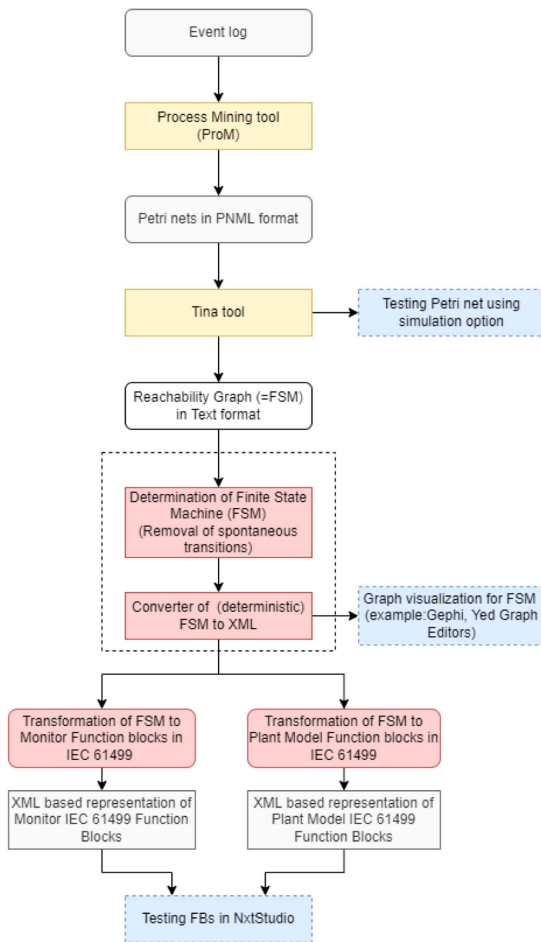 Event log
Process Mining tool
(ProM)
Petri nets in PNML format
Tina tool
Testing Petri net using
simulation option
Reachability Graph (=FSM)
in Text format
Determination of Finite State
Machine (FSM)
(Removal of spontaneous
transitions)
Converter of (deterministic)
FSM to XML
Graph visualization for FSM
(example:Gephi, Yed Graph
Editors)
Transformation of FSM to
Monitor Function blocks in
IEC 61499
Transformation of FSM to
Plant Model Function blocks in
IEC 61499
XML based representation of
Monitor IEC 61499 Function
Blocks
XML based representation of
Plant Model IEC 61499
Function Blocks
Testing FBs in NxtStudio